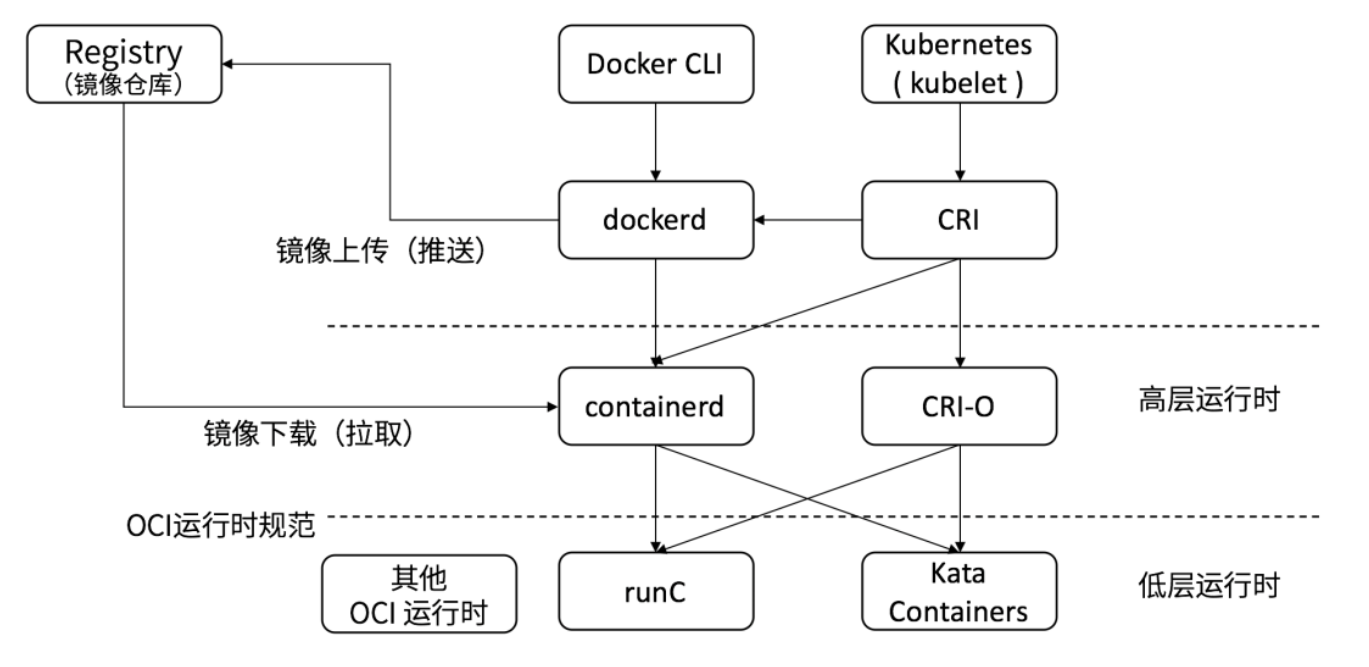 Registry
（镜像仓库）
Docker CLI
Kubernetes
( kubelet )
dockerd
CRI
镜像上传（推送）
containerd
CRI-O
高层运行时
镜像下载（拉取）
OCI运行时规范
其他
OCI 运行时
runC
Kata
Containers
低层运行时